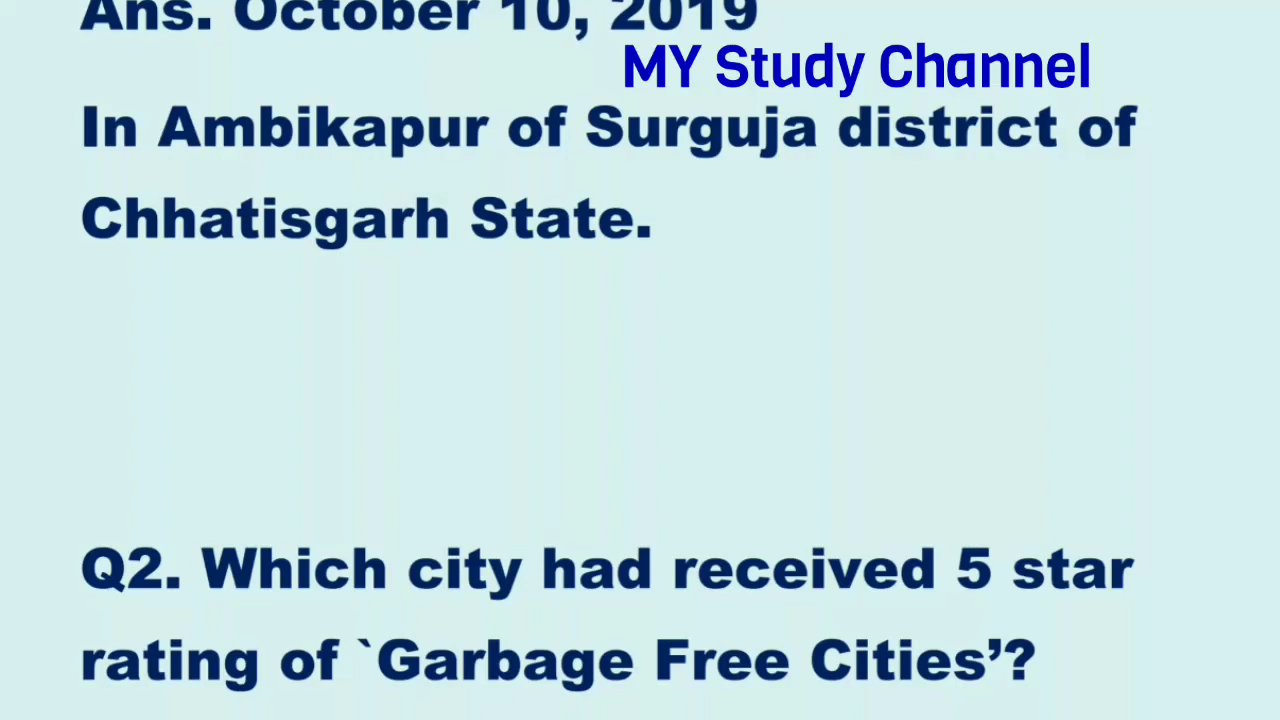 Ans. October 10, 2019
MY Study Channel
In Ambikapur of Surguja district of
Chhatisgarh State.
Q2. Which city had received 5 star
rating of `Garbage Free Cities’?